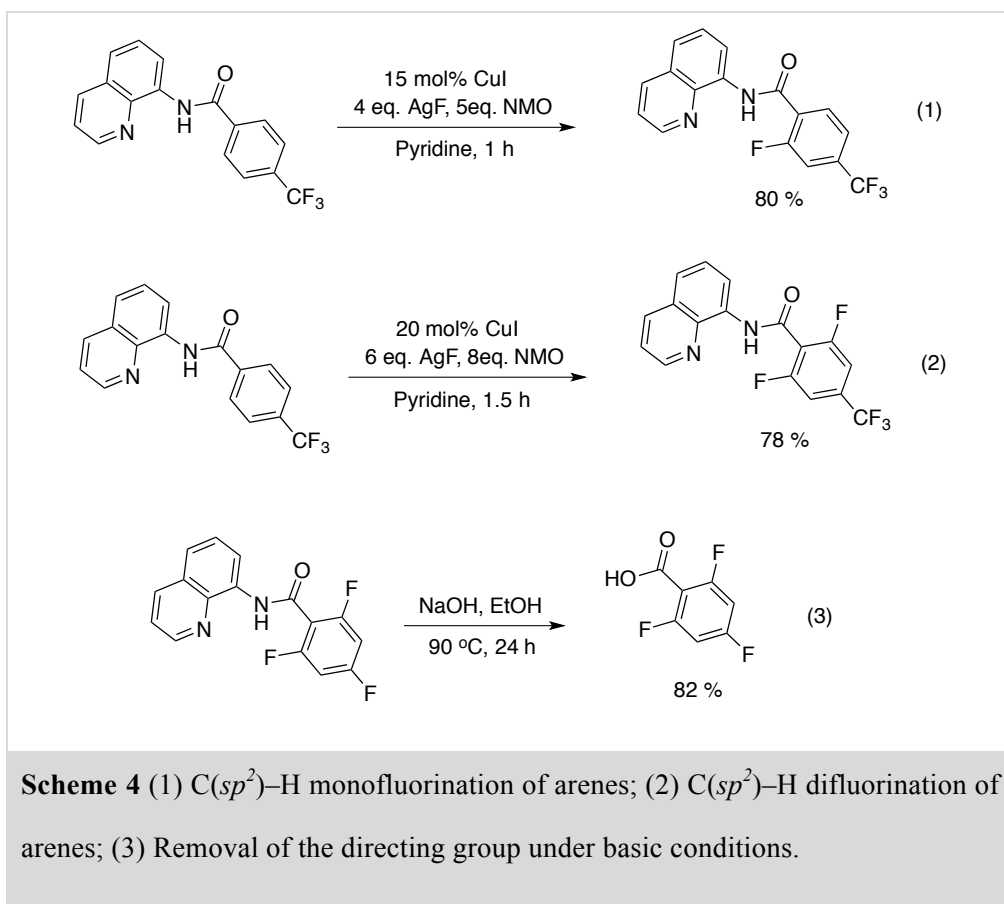 O
N
H
N
CF3
15 mol% CuI
4 eq. AgF, 5eq. NMO
Pyridine, 1 h
O
N
H
N
F
CF3
80 %
(1)
O
N
H
N
CF3
20 mol% CuI
6 eq. AgF, 8eq. NMO
Pyridine, 1.5 h
O
F
N
H
N
F
CF3
78 %
(2)
O
F
N
H
N
F
F
NaOH, EtOH
90 ºC, 24 h
O
F
HO
F
F
82 %
(3)
Scheme 4 (1) C(sp²)–H monofluorination of arenes; (2) C(sp²)–H difluorination of
arenes; (3) Removal of the directing group under basic conditions.